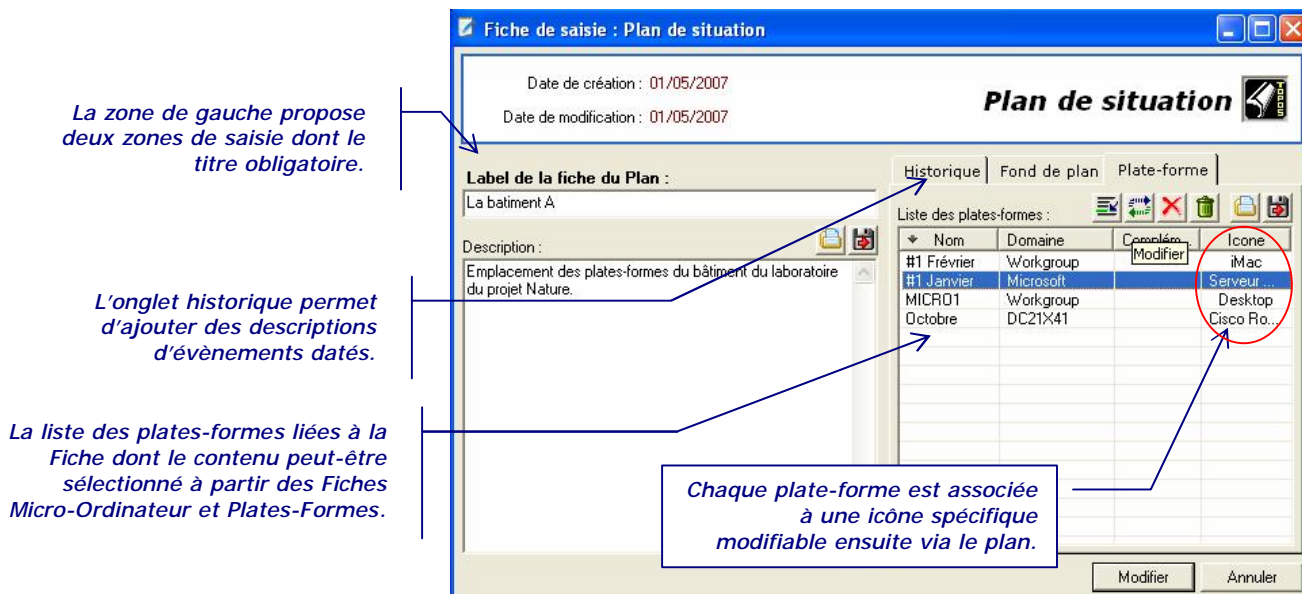 Fiche de saisie : Plan de situation
Date de création : 01/05/2007
Date de modification : 01/05/2007
Plan de situation
TOPOS
La zone de gauche propose
deux zones de saisie dont le
titre obligatoire.
Label de la fiche du Plan :
La batiment A
Description :
Emplacement des plates-formes du bâtiment du laboratoire
du projet Nature.
Historique
Fond de plan
Plate-forme
Liste des plates-formes :
Nom Domaine Complém... Icone
Modifier
#1 Frévrier Workgroup iMac
#1 Janvier Microsoft Serveur ...
MICRO1 Workgroup Desktop
Octobre DC21X41 Cisco Ro...
L'onglet historique permet
d'ajouter des descriptions
d'évènements datés.
La liste des plates-formes liées à la
Fiche dont le contenu peut-être
sélectionné à partir des Fiches
Micro-Ordinateur et Plates-Formes.
Chaque plate-forme est associée
à une icône spécifique
modifiable ensuite via le plan.
Modifier
Annuler